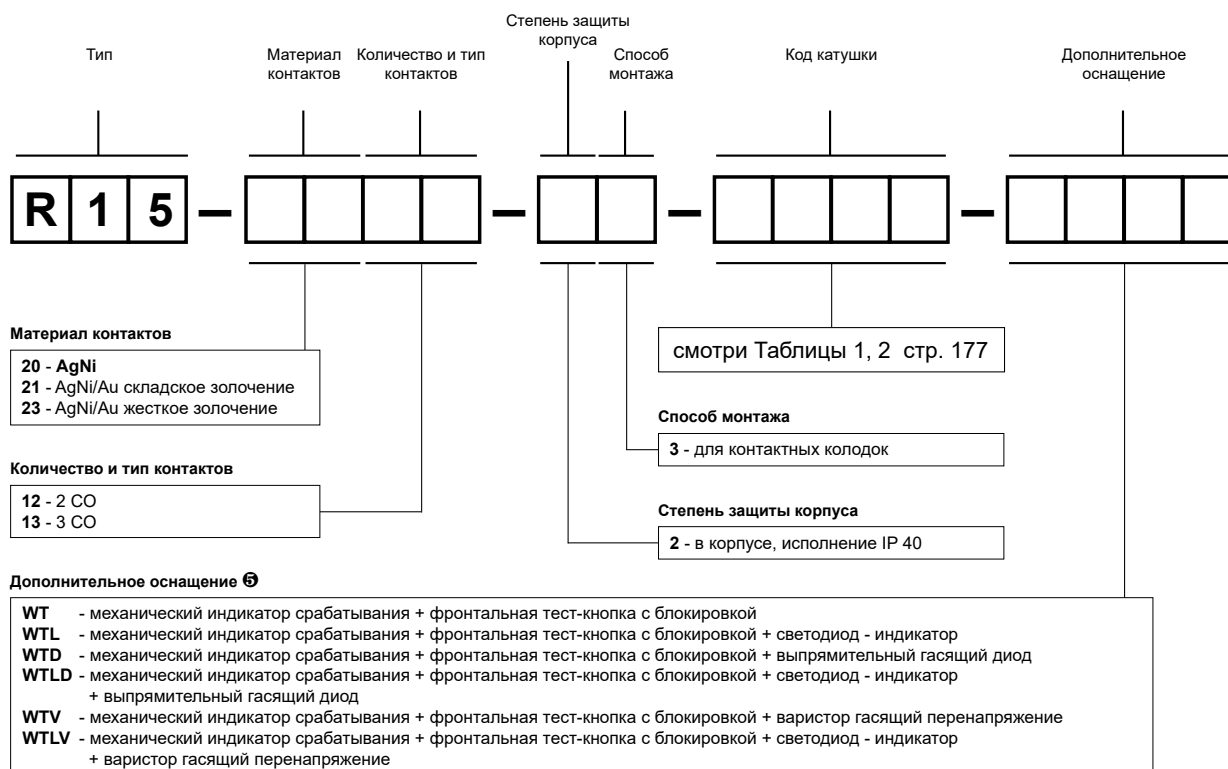 Степень защиты
корпуса
Тип
Материал
контактов
Количество и тип
контактов
Способ
монтажа
Код катушки
Дополнительное
оснащение
R 1 5 – – – –
Материал контактов
20 - AgNi
21 - AgNi/Au складское золочение
23 - AgNi/Au жесткое золочение
смотри Таблицы 1, 2 стр. 177
Способ монтажа
3 - для контактных колодок
Количество и тип контактов
12 - 2 CO
13 - 3 CO
Степень защиты корпуса
2 - в корпусе, исполнение IP 40
Дополнительное оснащение ❺
WT - механический индикатор срабатывания + фронтальная тест-кнопка с блокировкой
WTL - механический индикатор срабатывания + фронтальная тест-кнопка с блокировкой + светодиод - индикатор
WTD - механический индикатор срабатывания + фронтальная тест-кнопка с блокировкой + выпрямительный гасящий диод
WTLD - механический индикатор срабатывания + фронтальная тест-кнопка с блокировкой + светодиод - индикатор
+ выпрямительный гасящий диод
WTV - механический индикатор срабатывания + фронтальная тест-кнопка с блокировкой + варистор гасящий перенапряжение
WTLV - механический индикатор срабатывания + фронтальная тест-кнопка с блокировкой + светодиод - индикатор
+ варистор гасящий перенапряжение